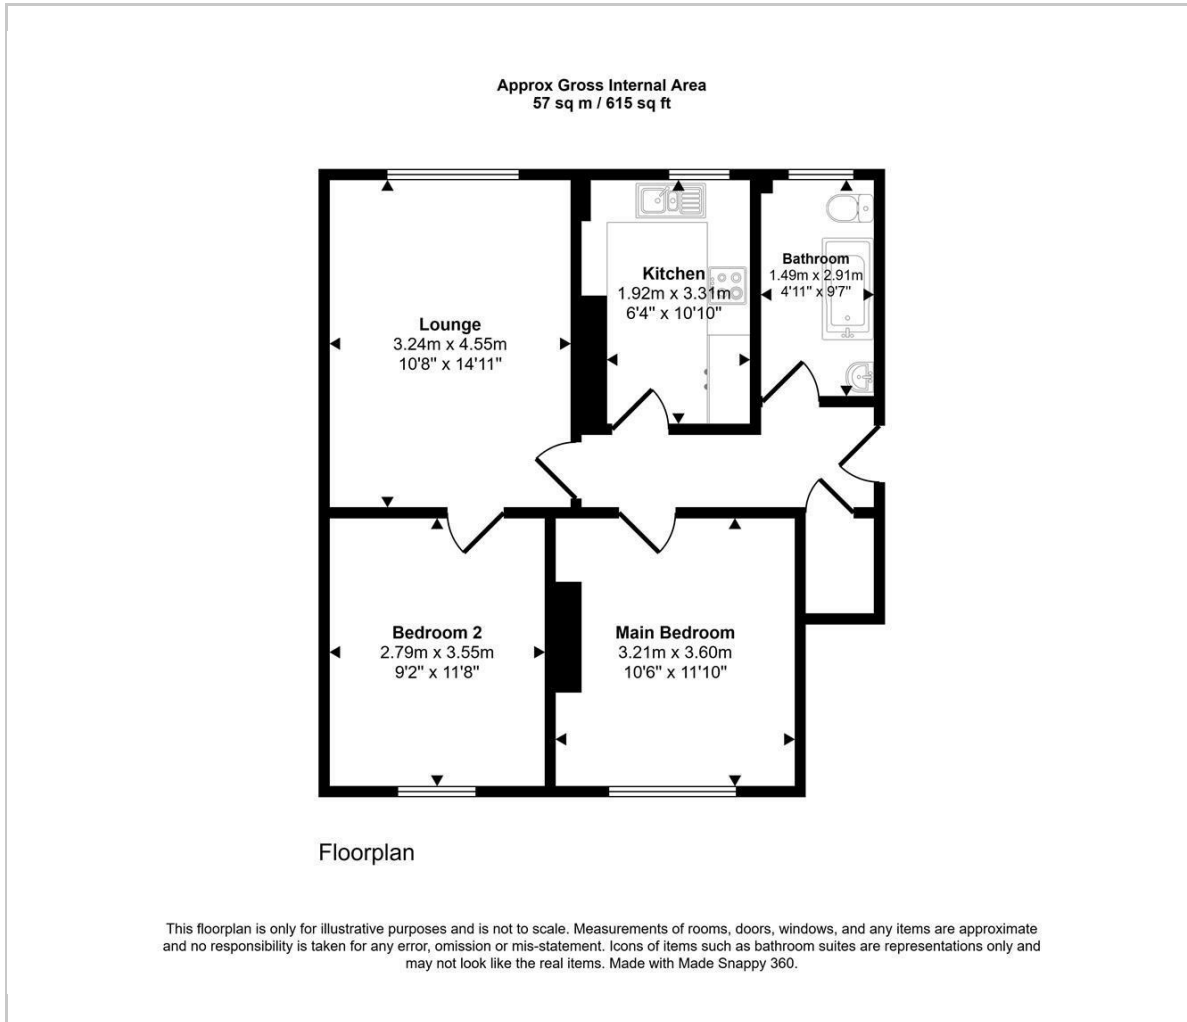 Approx Gross Internal Area
57 sq m / 615 sq ft
Lounge
3.24m x 4.55m
10'8" x 14'11"
Kitchen
1.92m x 3.31m
6'4" x 10'10"
Bathroom
1.49m x 2.91m
4'11" x 9'7"
Bedroom 2
2.79m x 3.55m
9'2" x 11'8"
Main Bedroom
3.21m x 3.60m
10'6" x 11'10"
Floorplan
This floorplan is only for illustrative purposes and is not to scale. Measurements of rooms, doors, windows, and any items are approximate
and no responsibility is taken for any error, omission or mis-statement. Icons of items such as bathroom suites are representations only and
may not look like the real items. Made with Made Snappy 360.